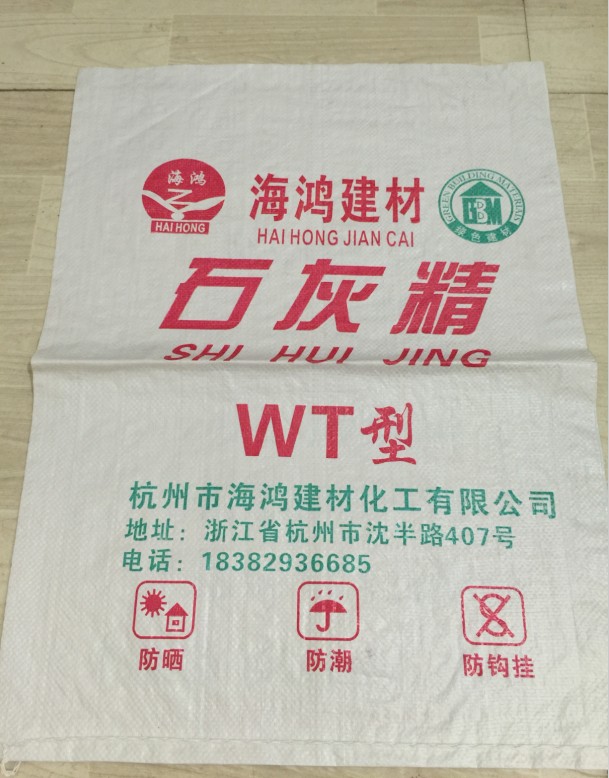 海鸿
HAI HONG
海鸿建材
HAI HONG JIAN CAI
GREEN BUILDING MATERIALS
GBM
绿色建材
石灰精
SHI HUI JING
WT型
杭州市海鸿建材化工有限公司
地址：浙江省杭州市沈半路407号
电话：18382936685
防晒
防潮
防钩挂